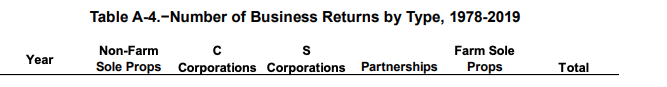 Table A-4.−Number of Business Returns by Type, 1978-2019
Non-Farm C S Farm Sole
Year Sole Props Corporations Corporations Partnerships Props Total